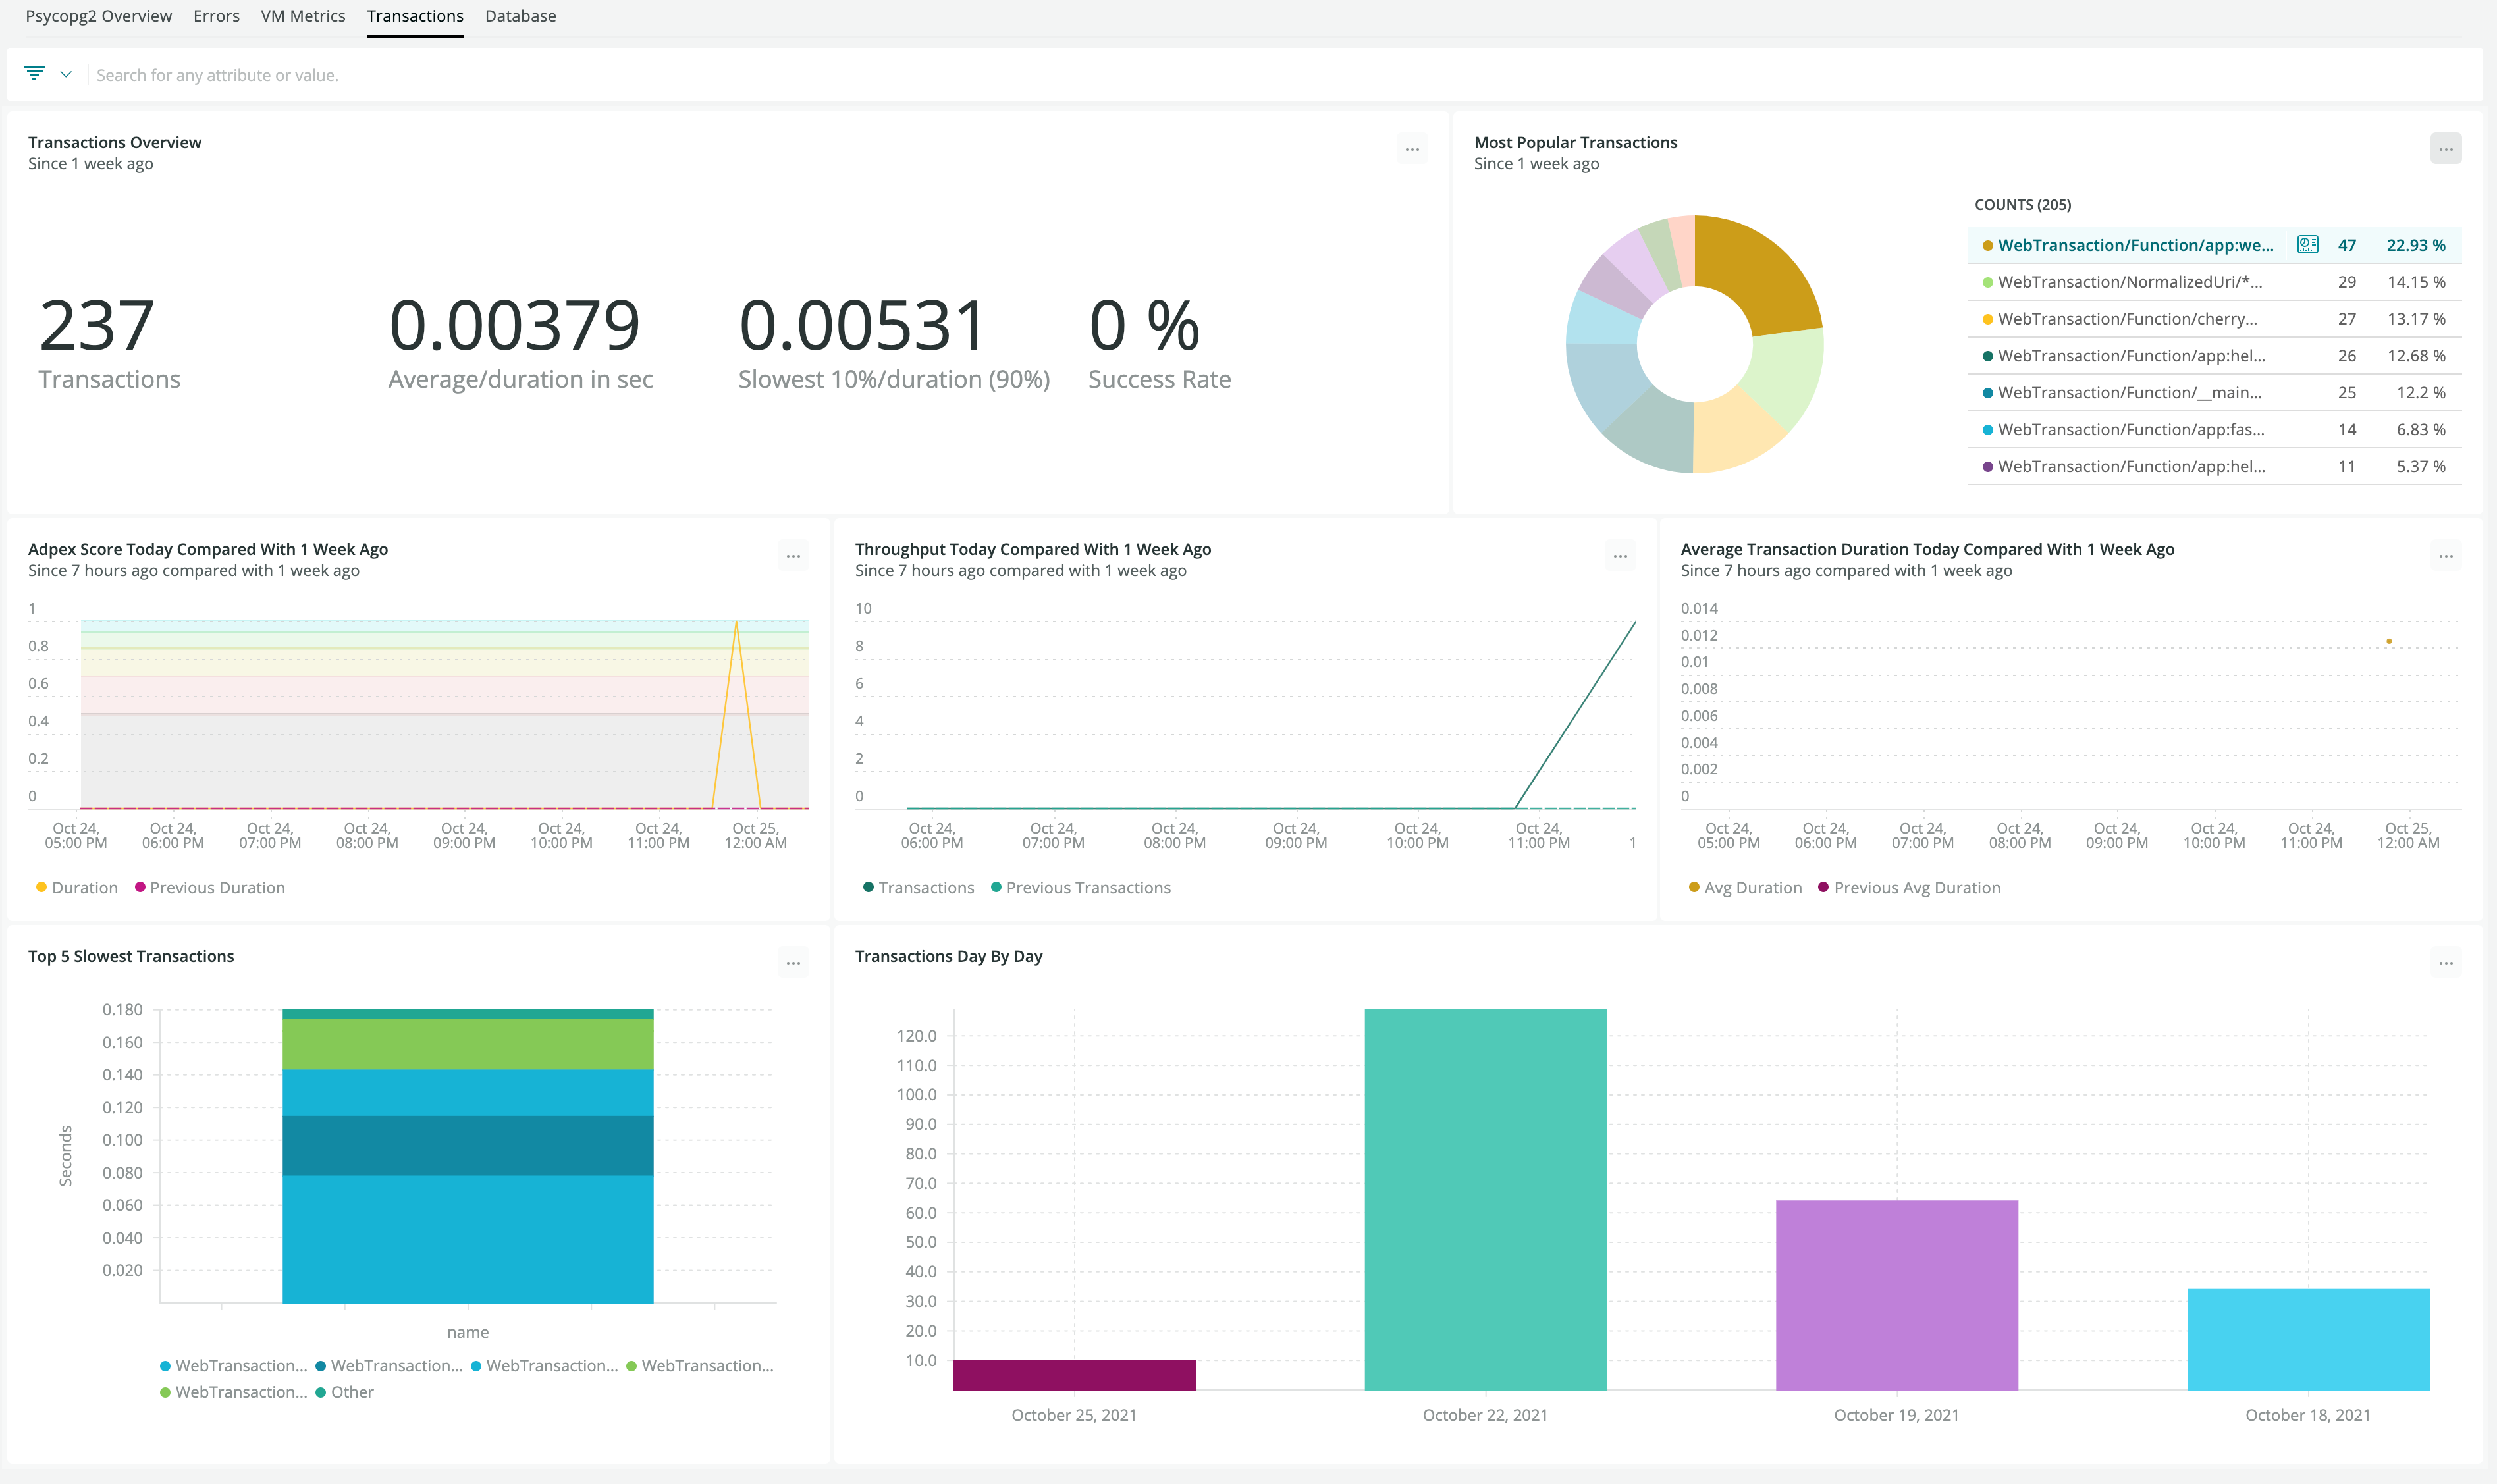 Psycopg2 Overview Errors VM Metrics Transactions Database
Search for any attribute or value.
Transactions Overview
Since 1 week ago
237
Transactions
0.00379
Average/duration in sec
0.00531
Slowest 10%/duration (90%)
0 %
Success Rate
Most Popular Transactions
Since 1 week ago
COUNTS (205)
WebTransaction/Function/app:we... 47 22.93 %
WebTransaction/NormalizedUri/*... 29 14.15 %
WebTransaction/Function/cherry... 27 13.17 %
WebTransaction/Function/app:hel... 26 12.68 %
WebTransaction/Function/__main... 25 12.2 %
WebTransaction/Function/app:fas... 14 6.83 %
WebTransaction/Function/app:hel... 11 5.37 %
Adpex Score Today Compared With 1 Week Ago
Since 7 hours ago compared with 1 week ago
1
0.8
0.6
0.4
0.2
0
Oct 24, Oct 24, Oct 24, Oct 24, Oct 24, Oct 24, Oct 24, Oct 25,
05:00 PM 06:00 PM 07:00 PM 08:00 PM 09:00 PM 10:00 PM 11:00 PM 12:00 AM
Duration Previous Duration
Throughput Today Compared With 1 Week Ago
Since 7 hours ago compared with 1 week ago
10
8
6
4
2
0
Oct 24, Oct 24, Oct 24, Oct 24, Oct 24, Oct 24,
06:00 PM 07:00 PM 08:00 PM 09:00 PM 10:00 PM 11:00 PM 1
Transactions Previous Transactions
Average Transaction Duration Today Compared With 1 Week Ago
Since 7 hours ago compared with 1 week ago
0.014
0.012
0.01
0.008
0.006
0.004
0.002
0
Oct 24, Oct 24, Oct 24, Oct 24, Oct 24, Oct 24, Oct 24, Oct 25,
05:00 PM 06:00 PM 07:00 PM 08:00 PM 09:00 PM 10:00 PM 11:00 PM 12:00 AM
Avg Duration Previous Avg Duration
Top 5 Slowest Transactions
Seconds
0.180
0.160
0.140
0.120
0.100
0.080
0.060
0.040
0.020
name
WebTransaction... WebTransaction... WebTransaction... WebTransaction...
WebTransaction... Other
Transactions Day By Day
120.0
110.0
100.0
90.0
80.0
70.0
60.0
50.0
40.0
30.0
20.0
10.0
October 25, 2021 October 22, 2021 October 19, 2021 October 18, 2021